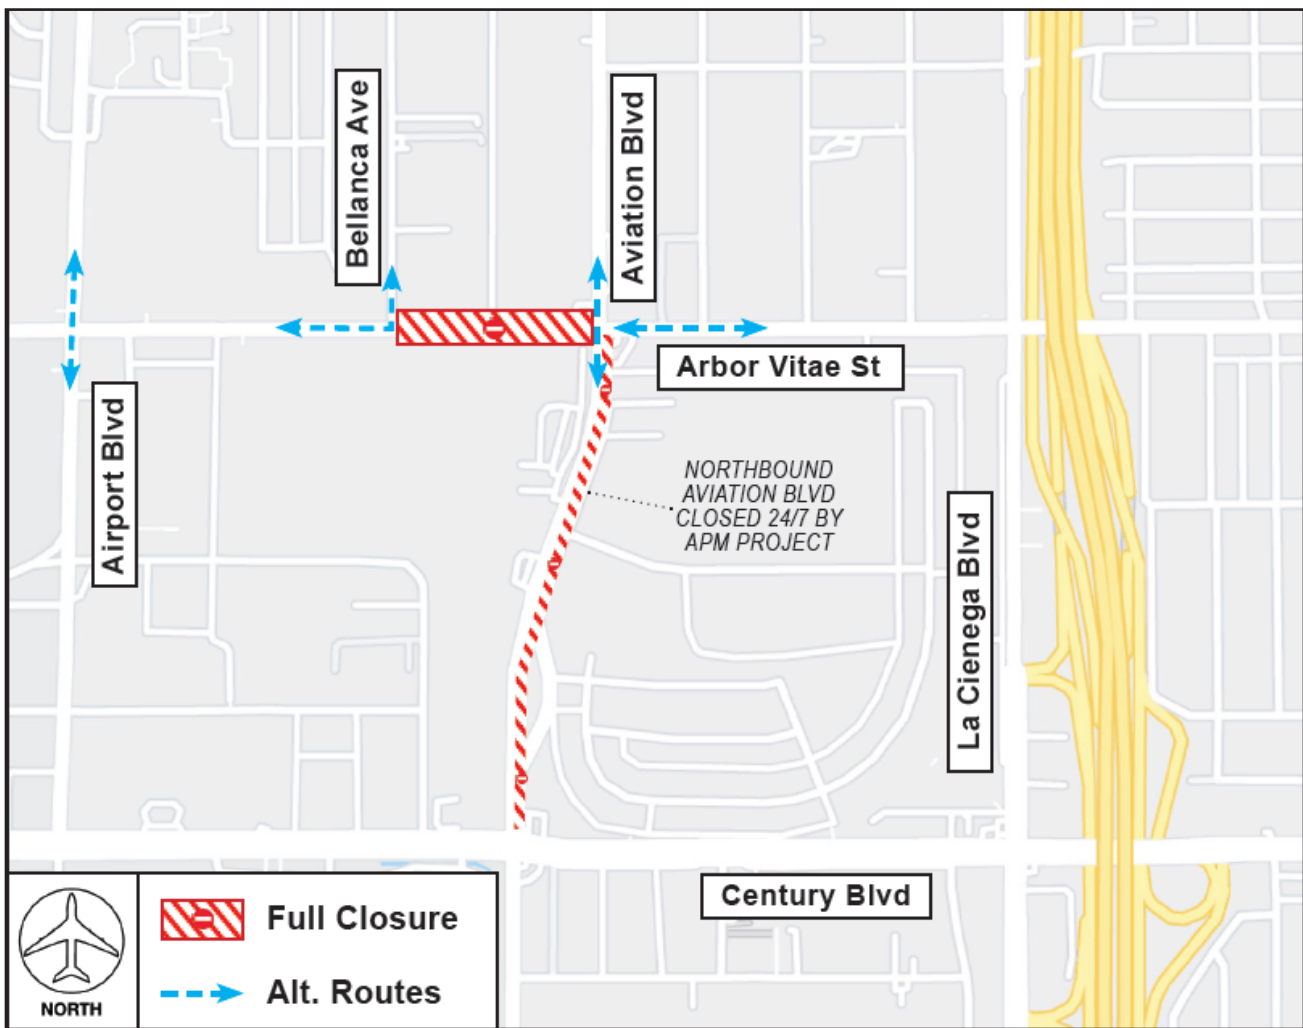 Bellanca Ave
Aviation Blvd
Arbor Vitae St
Airport Blvd
NORTHBOUND
AVIATION BLVD
CLOSED 24/7 BY
APM PROJECT
La Cienega Blvd
Century Blvd
NORTH
Full Closure
Alt. Routes